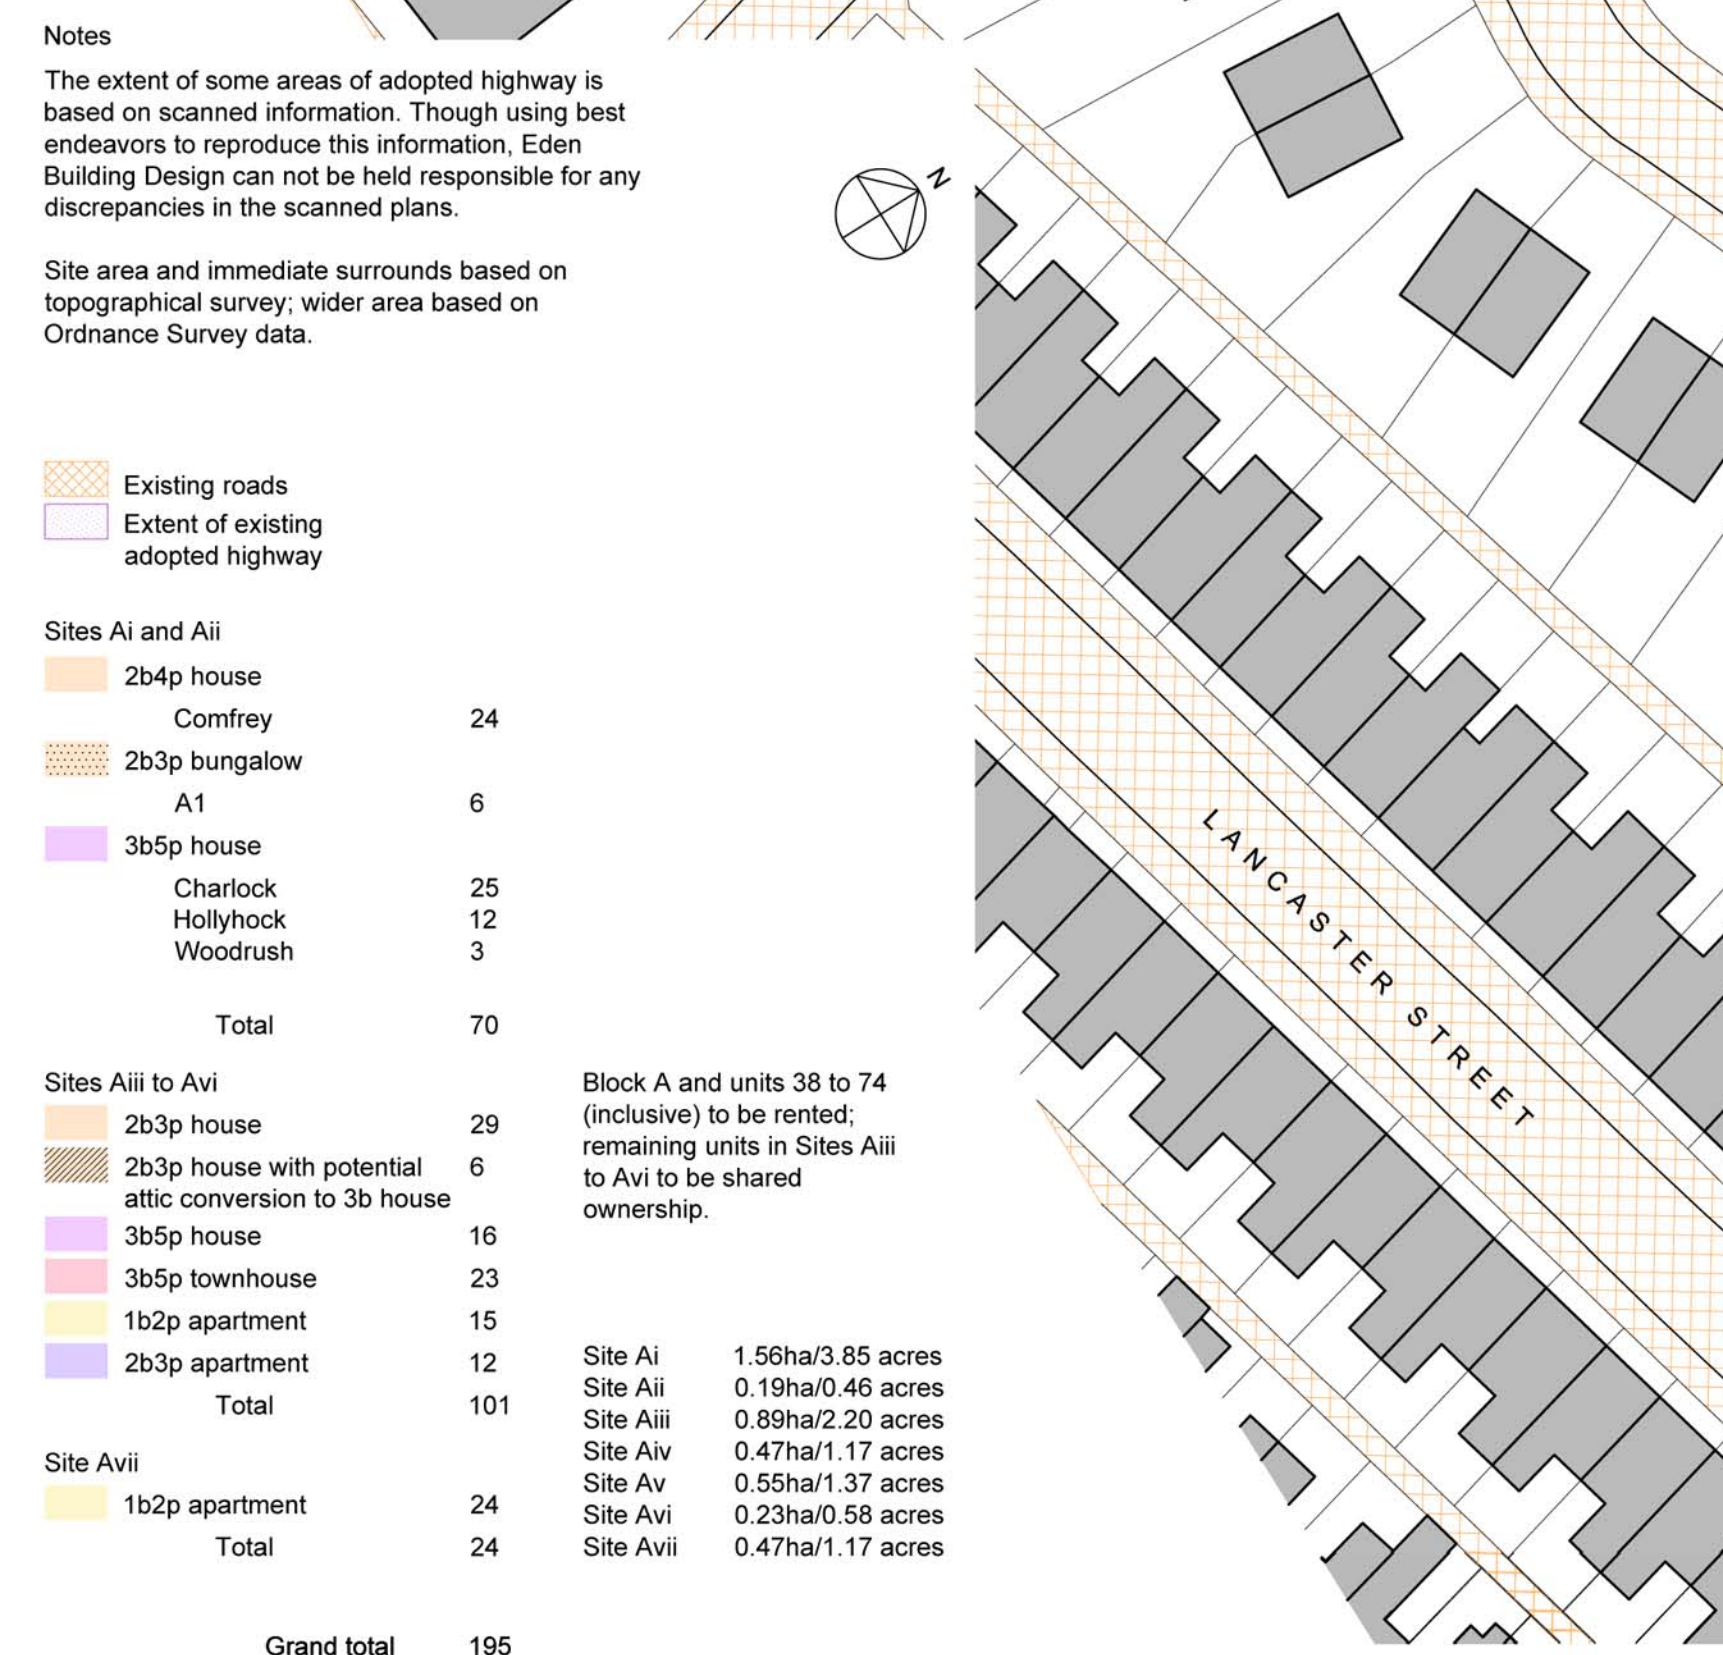 Notes
The extent of some areas of adopted highway is
based on scanned information. Though using best
endeavors to reproduce this information, Eden
Building Design can not be held responsible for any
discrepancies in the scanned plans.
Site area and immediate surrounds based on
topographical survey; wider area based on
Ordnance Survey data.
N
Existing roads
Extent of existing
adopted highway
Sites Ai and Aii
2b4p house
Comfrey 24
2b3p bungalow
A1 6
3b5p house
Charlock 25
Hollyhock 12
Woodrush 3
Total 70
Sites Aiii to Avi
2b3p house 29
2b3p house with potential 6
attic conversion to 3b house
3b5p house 16
3b5p townhouse 23
1b2p apartment 15
2b3p apartment 12
Total 101
Site Avii
1b2p apartment 24
Total 24
Grand total 195
Block A and units 38 to 74
(inclusive) to be rented;
remaining units in Sites Aiii
to Avi to be shared
ownership.
Site Ai 1.56ha/3.85 acres
Site Aii 0.19ha/0.46 acres
Site Aiii 0.89ha/2.20 acres
Site Aiv 0.47ha/1.17 acres
Site Av 0.55ha/1.37 acres
Site Avi 0.23ha/0.58 acres
Site Avii 0.47ha/1.17 acres
LANCASTER STREET